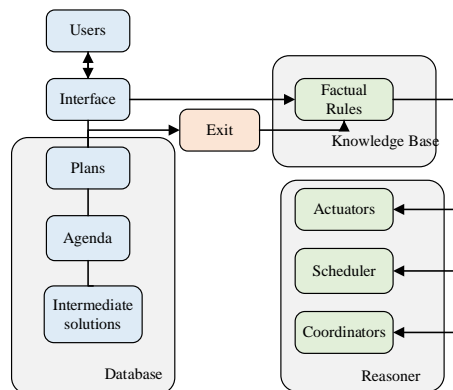 Users
Interface
Factual
Rules
Exit
Knowledge Base
Plans
Agenda
Intermediate
solutions
Database
Actuators
Scheduler
Coordinators
Reasoner